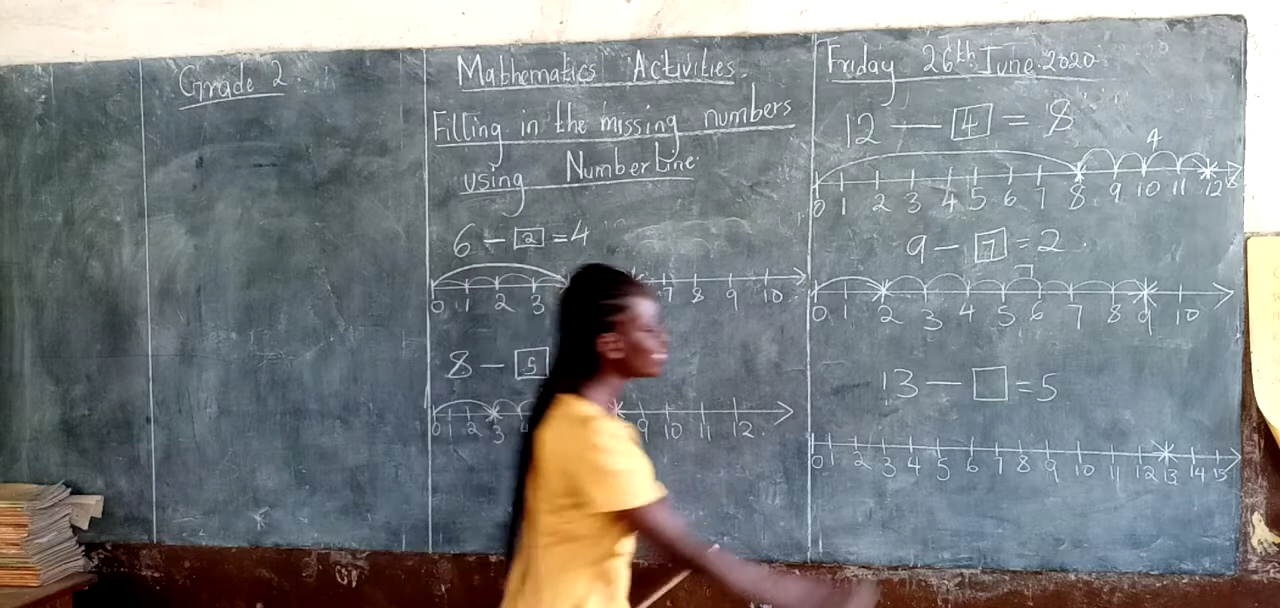 Grade 2
Mathematics Activities.
Filling in the missing numbers
using Number Line.
6 – 2 = 4
0 1 2 3 7 8 9 10
8 – 5
0 1 2 3 9 10 11 12
Friday 26th June 2020
12 – 4 = 8
4
0 1 2 3 4 5 6 7 8 9 10 11 12
9 – 7 = 2
0 1 2 3 4 5 6 7 8 9 10
13 – □ = 5
0 1 2 3 4 5 6 7 8 9 10 11 12 13 14 15